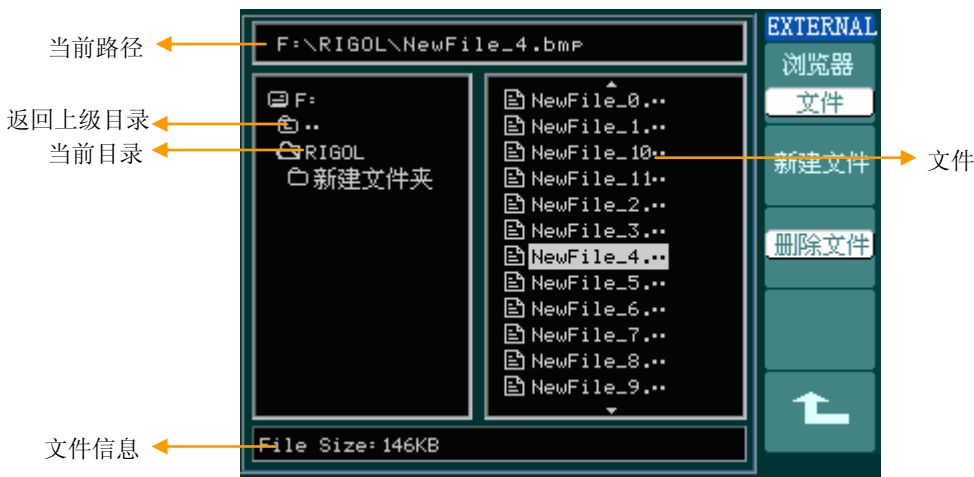 当前路径
F:\RIGOL\NewFile_4.bmp
EXTERNAL
浏览器
文件
新建文件
删除文件
返回上级目录
当前目录
F:
..
RIGOL
新建文件夹
NewFile_0...
NewFile_1...
NewFile_10..
NewFile_11..
NewFile_2...
NewFile_3...
NewFile_4...
NewFile_5...
NewFile_6...
NewFile_7...
NewFile_8...
NewFile_9...
文件
文件信息
File Size:146KB